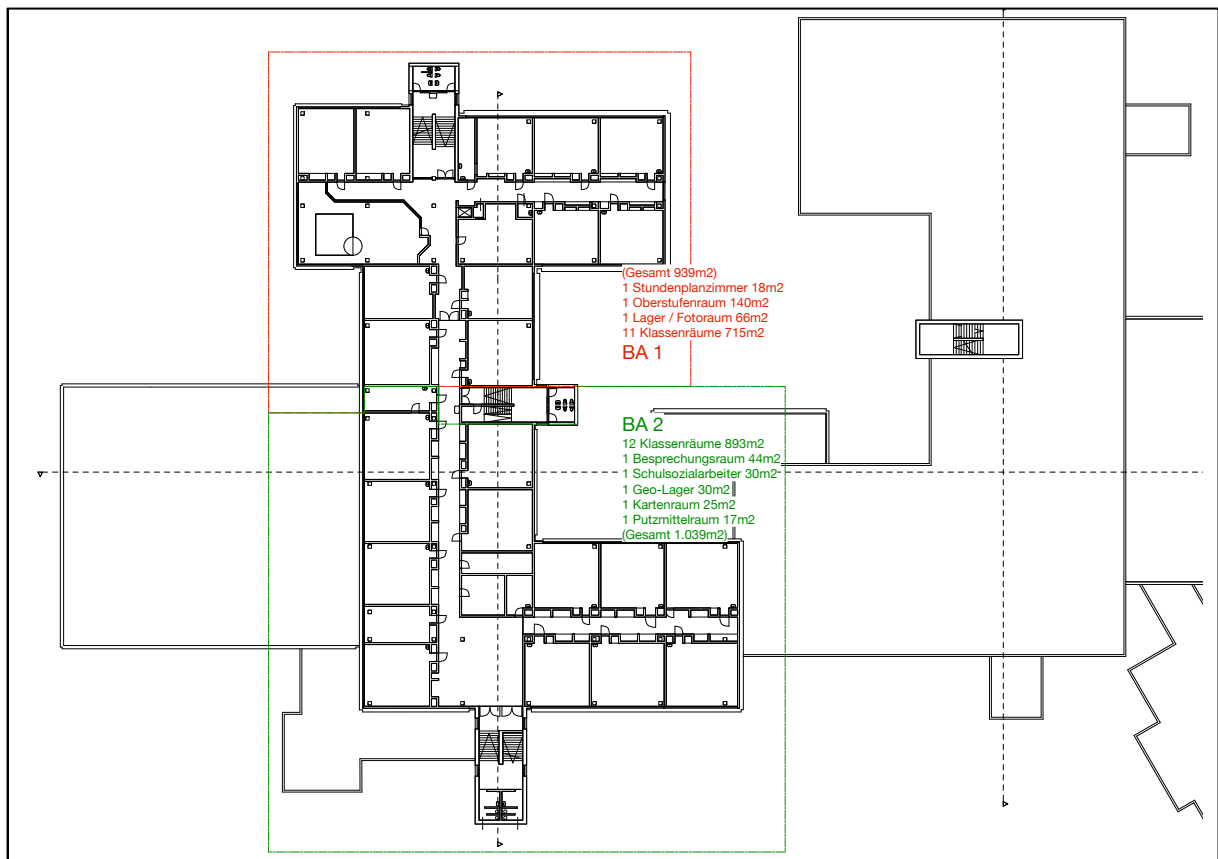 (Gesamt 939m2)
1 Stundenplanzimmer 18m2
1 Oberstufenraum 140m2
1 Lager / Fotoraum 66m2
11 Klassenräume 715m2
BA 1
BA 2
12 Klassenräume 893m2
1 Besprechungsraum 44m2
1 Schulsozialarbeiter 30m2
1 Geo-Lager 30m2
1 Kartenraum 25m2
1 Putzmittelraum 17m2
(Gesamt 1.039m2)